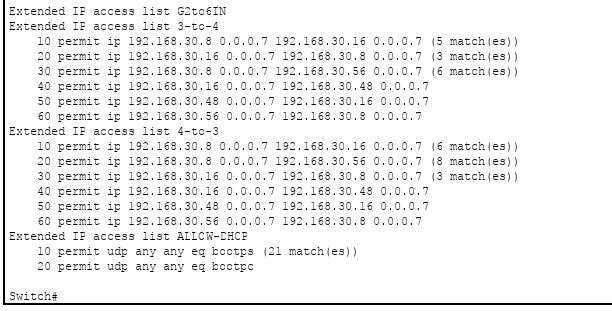 Extended IP access list G2to6IN
Extended IP access list 3-to-4
10 permit ip 192.168.30.8 0.0.0.7 192.168.30.16 0.0.0.7 (5 match(es))
20 permit ip 192.168.30.16 0.0.0.7 192.168.30.8 0.0.0.7 (3 match(es))
30 permit ip 192.168.30.8 0.0.0.7 192.168.30.56 0.0.0.7 (6 match(es))
40 permit ip 192.168.30.16 0.0.0.7 192.168.30.48 0.0.0.7
50 permit ip 192.168.30.48 0.0.0.7 192.168.30.16 0.0.0.7
60 permit ip 192.168.30.56 0.0.0.7 192.168.30.8 0.0.0.7
Extended IP access list 4-to-3
10 permit ip 192.168.30.8 0.0.0.7 192.168.30.16 0.0.0.7 (6 match(es))
20 permit ip 192.168.30.8 0.0.0.7 192.168.30.56 0.0.0.7 (8 match(es))
30 permit ip 192.168.30.16 0.0.0.7 192.168.30.8 0.0.0.7 (3 match(es))
40 permit ip 192.168.30.16 0.0.0.7 192.168.30.48 0.0.0.7
50 permit ip 192.168.30.48 0.0.0.7 192.168.30.16 0.0.0.7
60 permit ip 192.168.30.56 0.0.0.7 192.168.30.8 0.0.0.7
Extended IP access list ALLCW-DHCP
10 permit udp any any eq bootps (21 match(es))
20 permit udp any any eq bootpc
Switch#